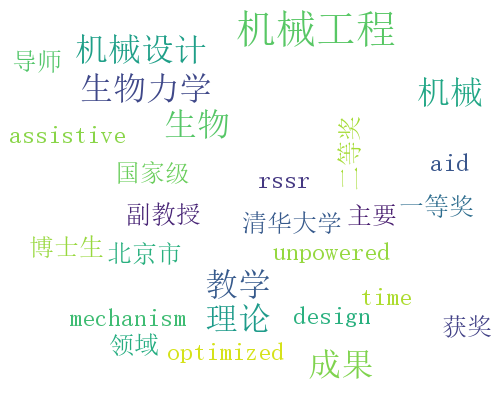 机械工程
机械设计
导师
生物力学
机械
生物
assistive
二等奖
aid
国家级
rssr
一等奖
副教授
主要
清华大学
博士生
北京市
unpowered
教学
time
理论
design
mechanism
获奖
领域
optimized
成果